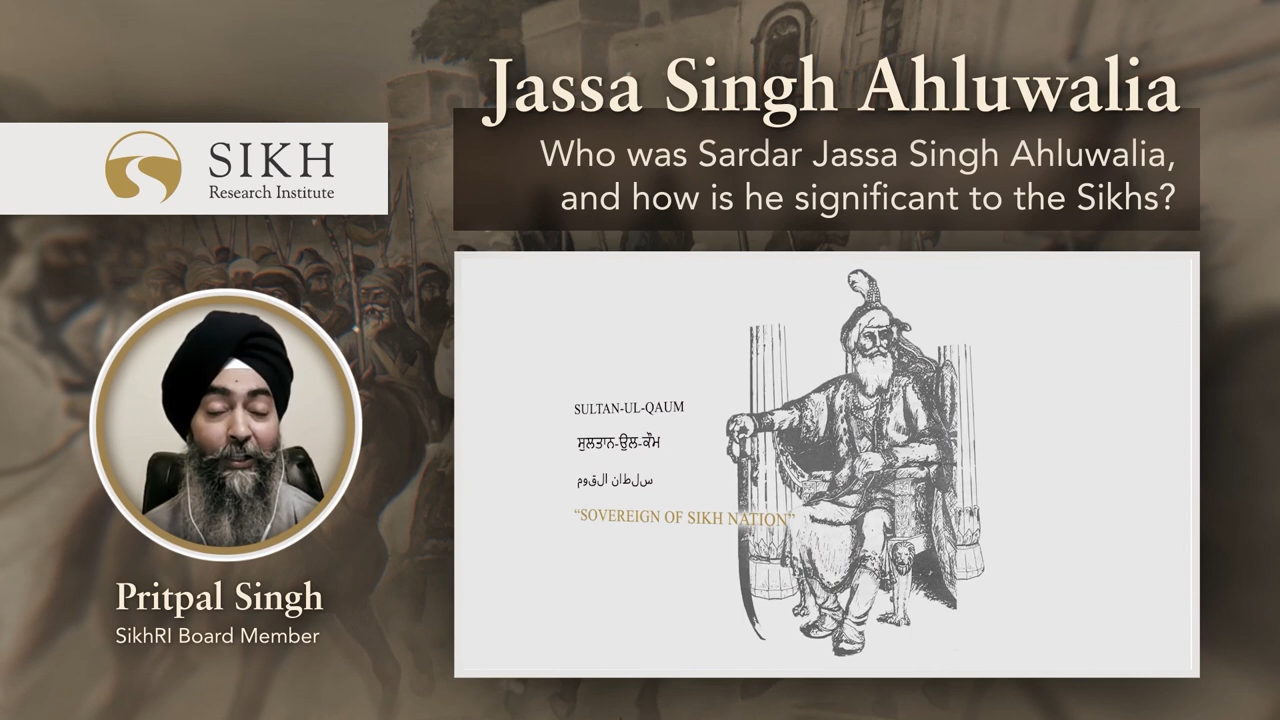 Jassa Singh Ahluwalia
Who was Sardar Jassa Singh Ahluwalia,
and how is he significant to the Sikhs?
SIKH
Research Institute
SULTAN-UL-QAUM
ਸੁਲਤਾਨ-ਉਲ-ਕੌਮ
سلطان القوم
“SOVEREIGN OF SIKH NATION”
Pritpal Singh
SikhRI Board Member